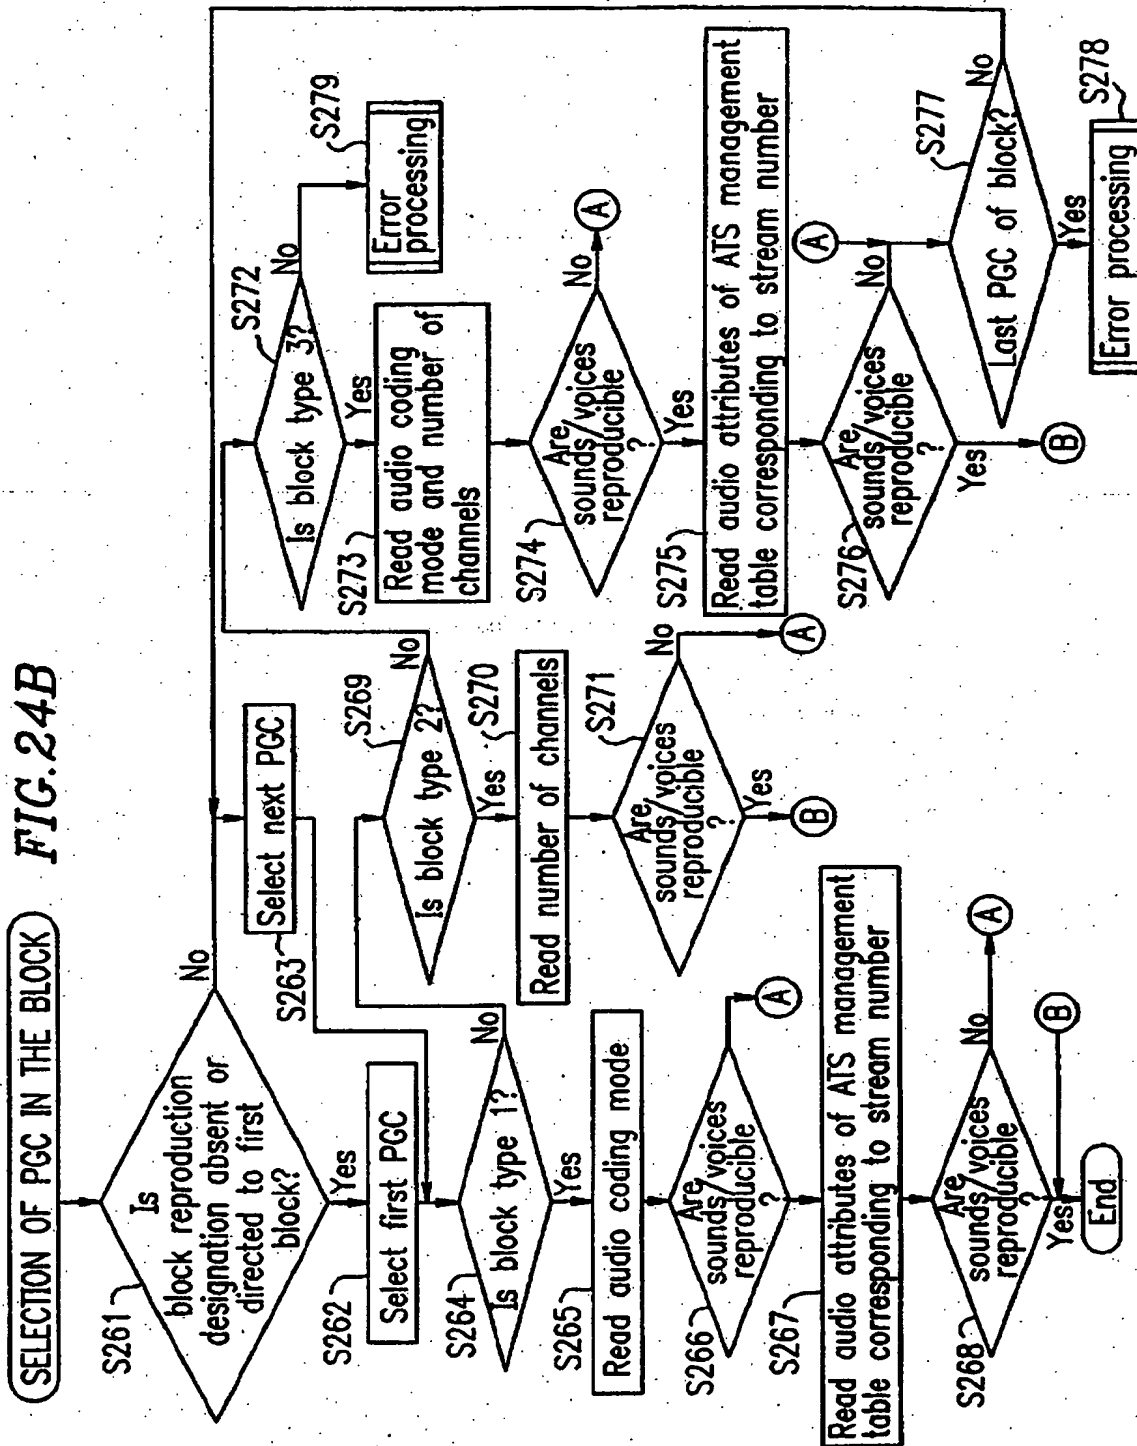 FIG.24B
SELECTION OF PGC IN THE BLOCK
S261
Is
block reproduction
designation absent or
directed to first
block?
No
Yes
S262
Select first PGC
S263
Select next PGC
S264
Is block type 1?
No
Yes
S265
Read audio coding mode
S266
Are
sounds/voices
reproducible
?
A
S267
Read audio attributes of ATS management
table corresponding to stream number
S268
Are
sounds/voices
reproducible
?
No
A
Yes
B
End
S269
Is block type 2?
No
Yes
S270
Read number of channels
S271
Are
sounds/voices
reproducible
?
No
A
Yes
B
S272
Is block type 3?
No
Yes
S279
Error
processing
S273
Read audio coding
mode and number of
channels
S274
Are
sounds/voices
reproducible
?
No
A
Yes
S275
Read audio attributes of ATS management
table corresponding to stream number
S276
Are
sounds/voices
reproducible
?
No
A
Yes
B
S277
Last PGC of block?
No
Yes
S278
Error processing